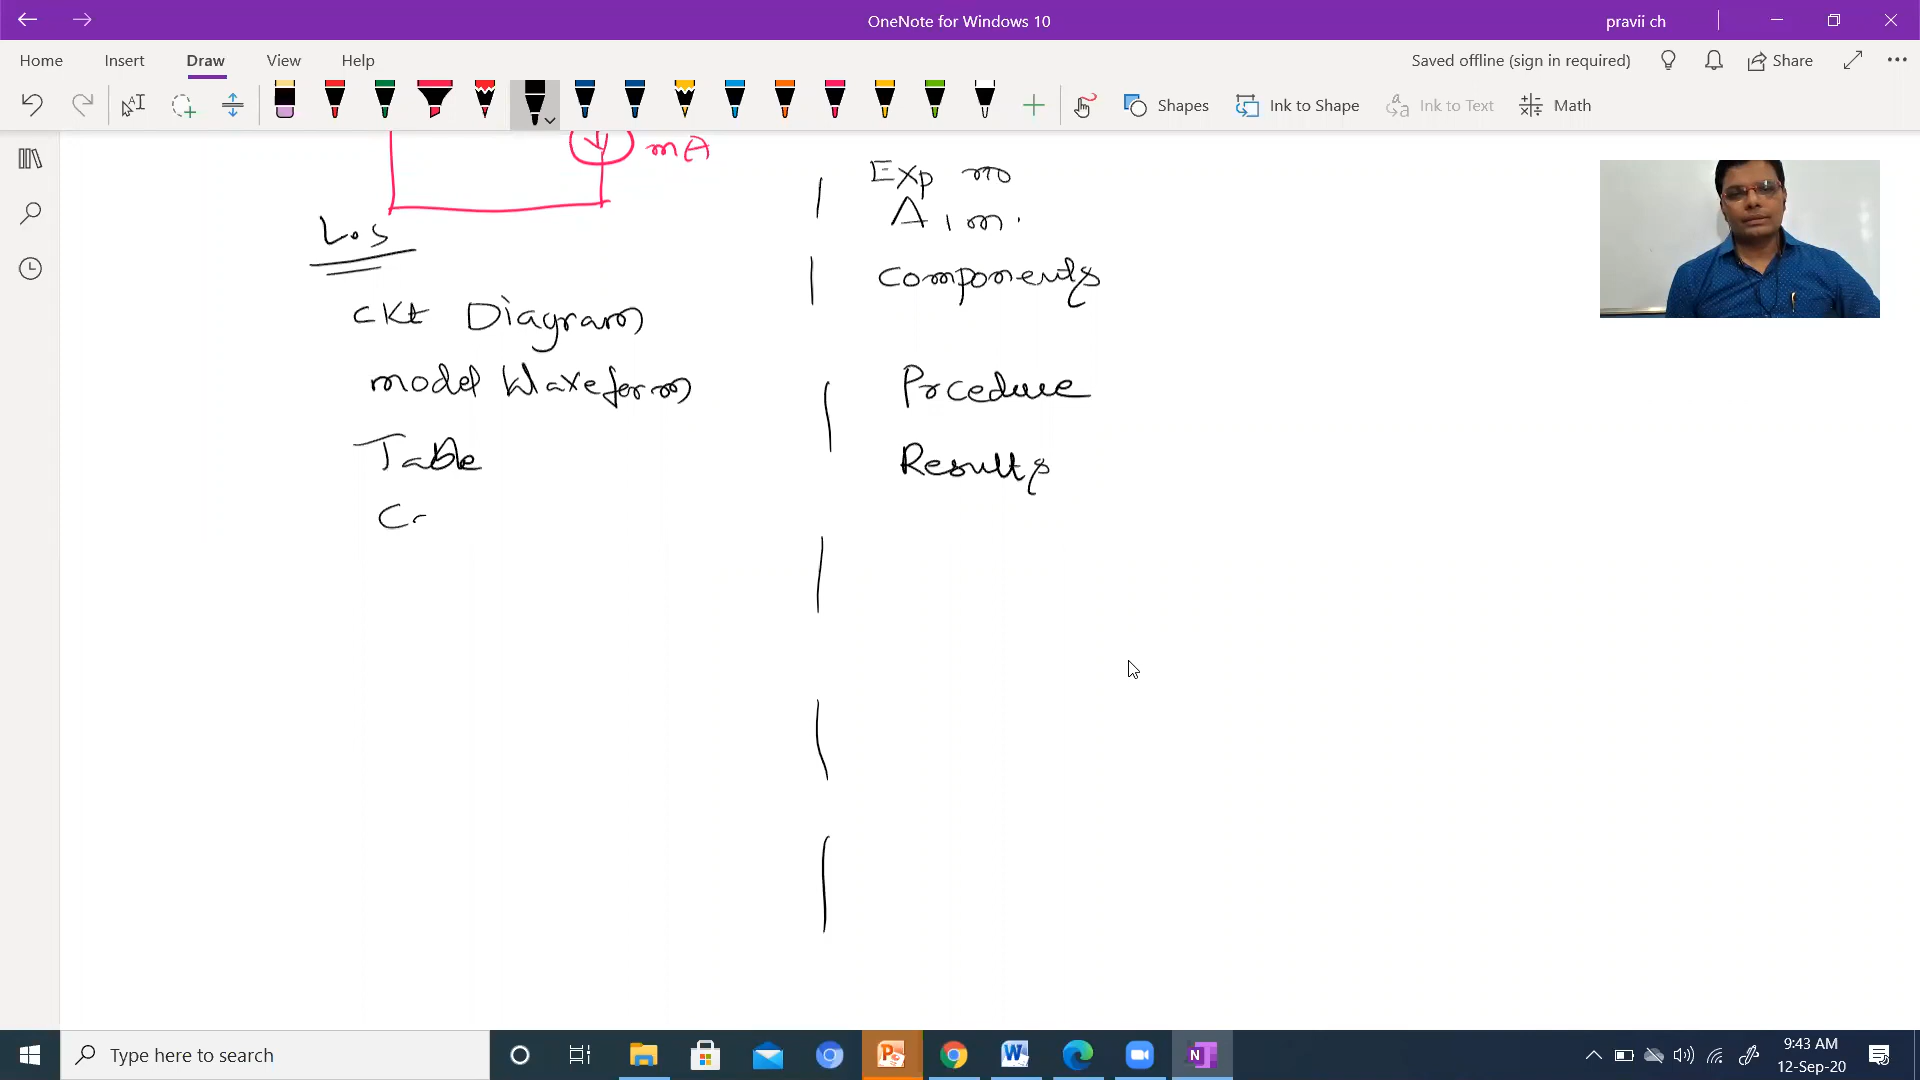 OneNote for Windows 10
pravii ch
Home Insert Draw View Help
Saved offline (sign in required) Share
Shapes Ink to Shape Ink to Text Math
mA
Exp no
Aim.
Components
CKt Diagram
model Waveform
Table
Prcedure
Results
Type here to search
9:43 AM
12-Sep-20